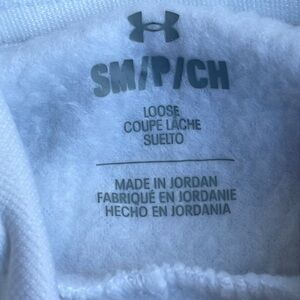 SM/P/CH
LOOSE
COUPE LÂCHE
SUELTO
MADE IN JORDAN
FABRIQUÉ EN JORDANIE
HECHO EN JORDANIA